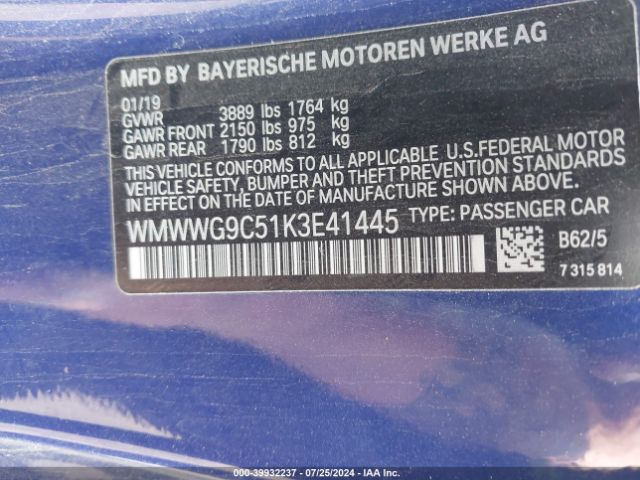 MFD BY BAYERISCHE MOTOREN WERKE AG
01/19
GVWR 3889 lbs 1764 kg
GAWR FRONT 2150 lbs 975 kg
GAWR REAR 1790 lbs 812 kg
THIS VEHICLE CONFORMS TO ALL APPLICABLE U.S.FEDERAL MOTOR
VEHICLE SAFETY, BUMPER AND THEFT PREVENTION STANDARDS
IN EFFECT ON THE DATE OF MANUFACTURE SHOWN ABOVE.
WMWWG9C51K3E41445 TYPE: PASSENGER CAR
B62/5
7 315 814
000-39932237 - 07/25/2024 - IAA Inc.